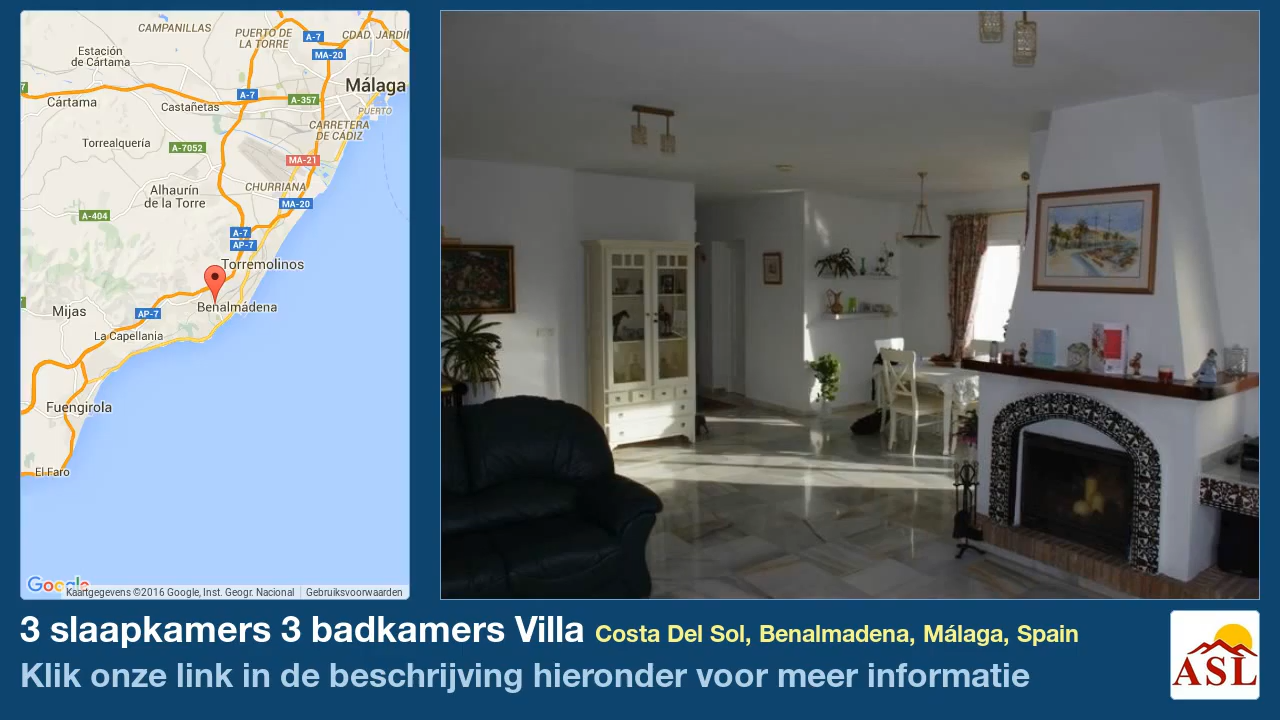 CAMPANILLAS
PUERTO DE
LA TORRE
A-7
CDAD. JARDÍN
MA-20
Estación
de Cártama
Málaga
7
A-7
A-357
Cártama
Castañetas
PUERTO
CARRETERA
DE CÁDIZ
Torrealquería
A-7052
MA-21
CHURRIANA
Alhaurín
de la Torre
MA-20
A-404
A-7
AP-7
Torremolinos
Benalmádena
Mijas
AP-7
La Capellania
Fuengirola
El Faro
Google
Kaartgegevens ©2016 Google, Inst. Geogr. Nacional
Gebruiksvoorwaarden
3 slaapkamers 3 badkamers Villa Costa Del Sol, Benalmadena, Málaga, Spain
Klik onze link in de beschrijving hieronder voor meer informatie
ASL